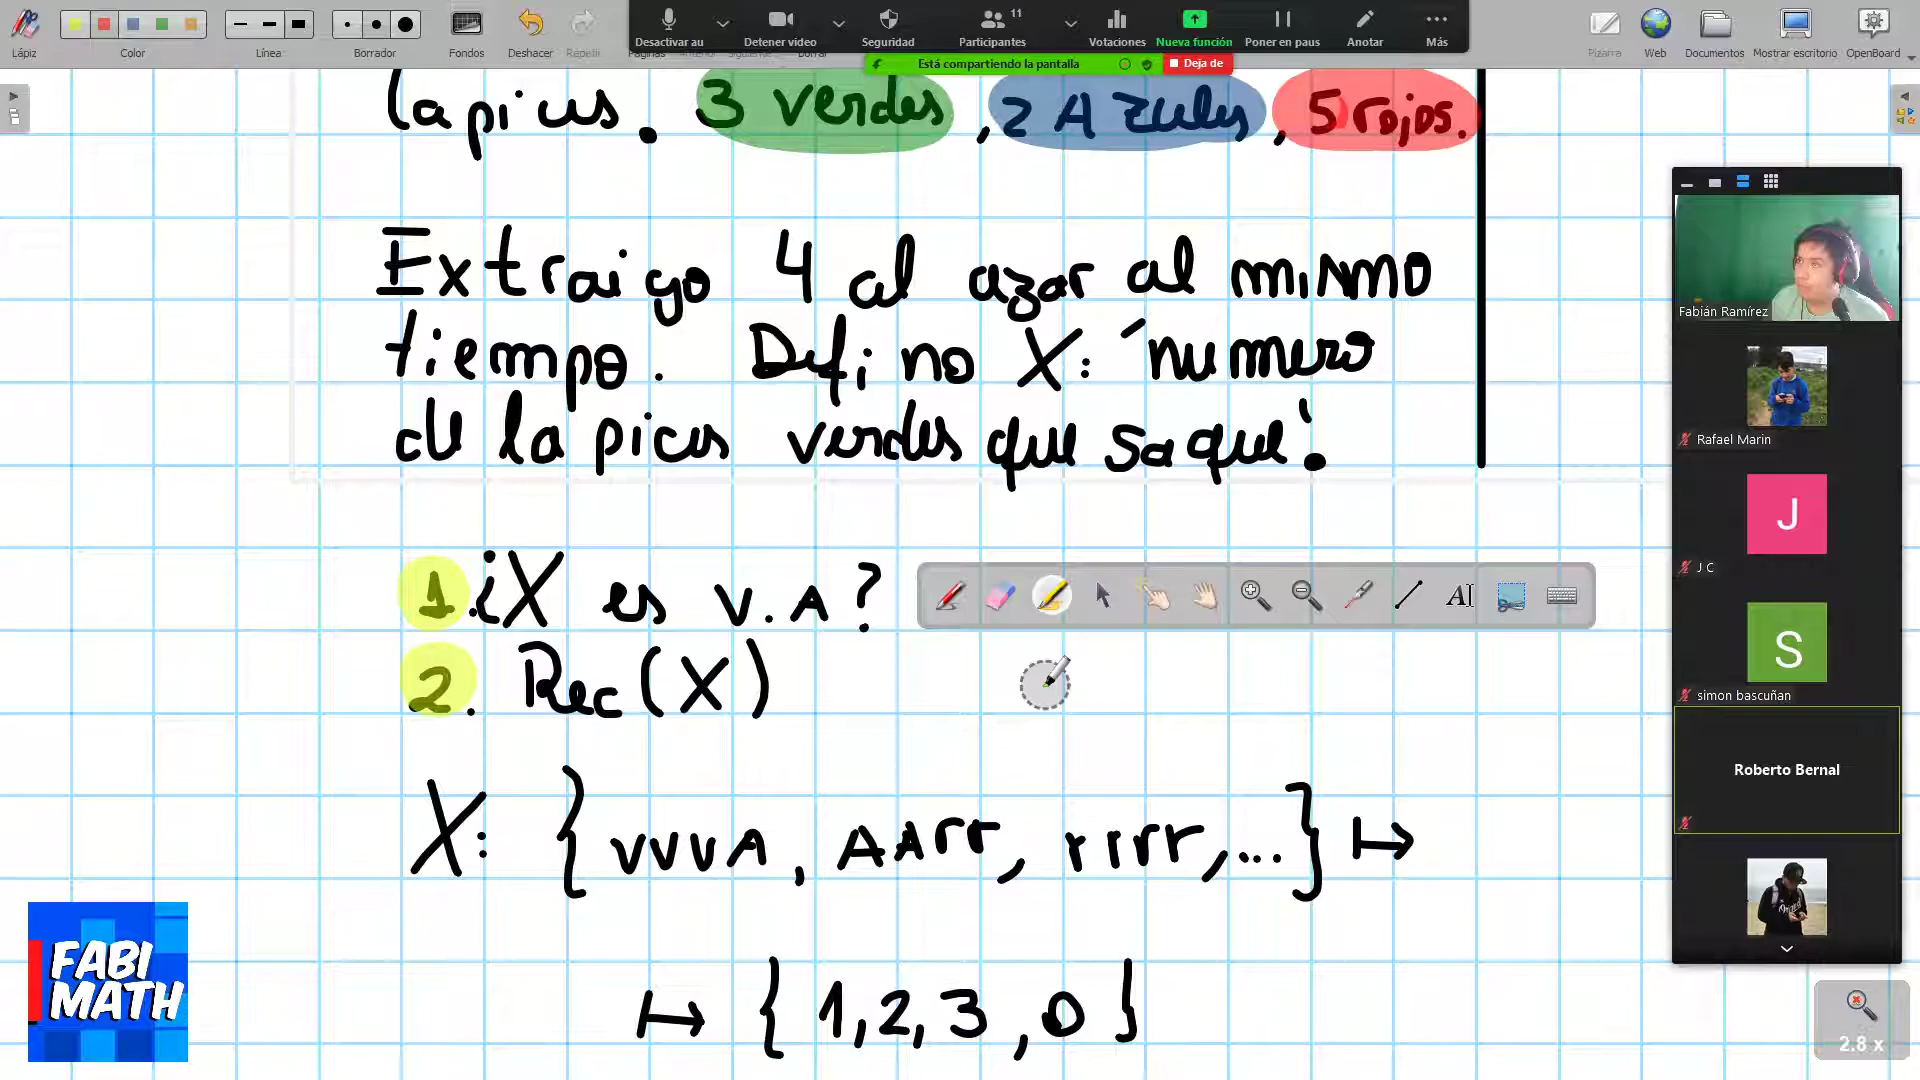 Lápiz
Color
Línea
Borrador
Fondos
Deshacer
Repetir
Páginas
Borrar
Desactivar au
Detener video
Seguridad
Participantes
11
Votaciones
Nueva función
Poner en paus
Anotar
Más
Pizarra
Web
Documentos
Mostrar escritorio
OpenBoard
Está compartiendo la pantalla
Deja de
lapices. 3 verdes, 2 Azules, 5 rojos.
Extraigo 4 al azar al mismo
tiempo. Defino X: "numero
de lapices verdes que saque".
1. ¿X es V.A?
2. Rec(X)
X: {VVVA, AArr, rrrr, ...} ↦
↦ {1,2,3,0}
AI
Fabián Ramírez
Rafael Marin
J
J C
S
simon bascuñan
Roberto Bernal
FABI
MATH
2.8 x